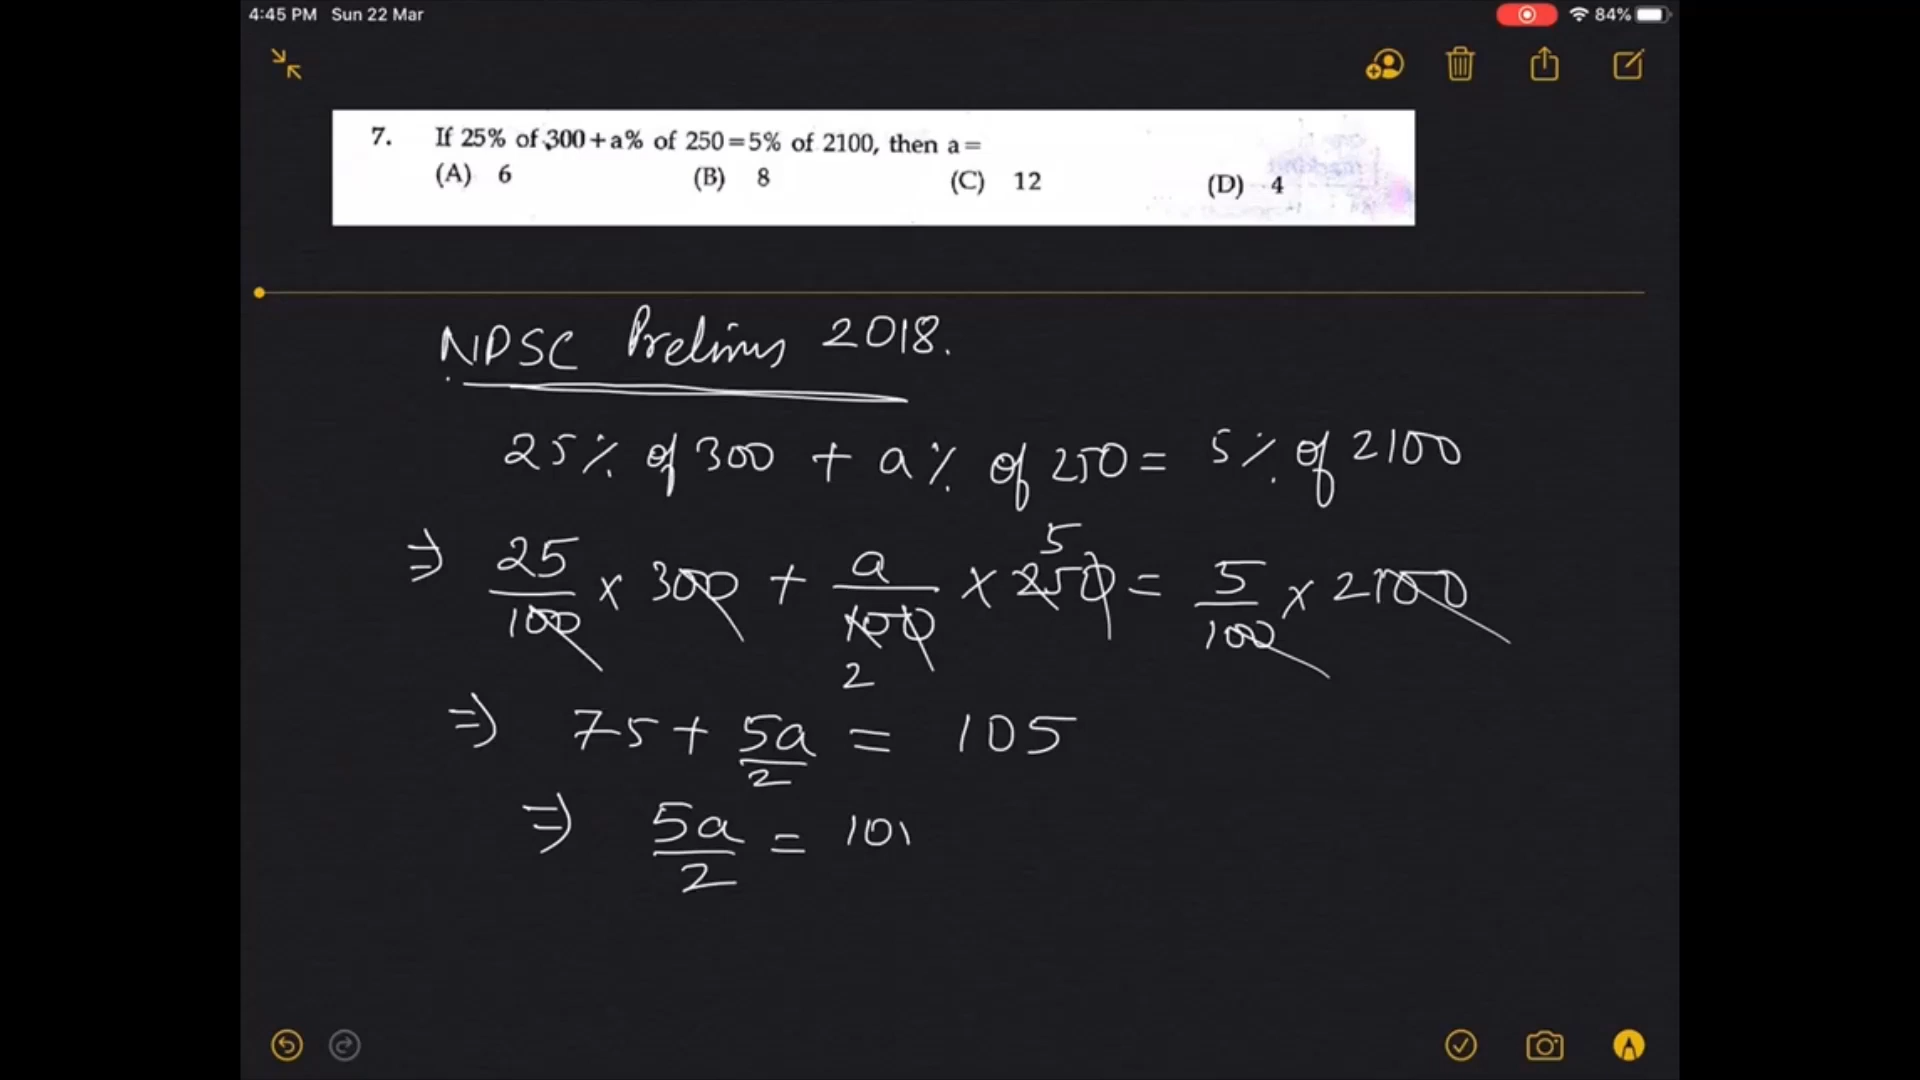 4:45 PM Sun 22 Mar 84%
7. If 25% of 300+a% of 250=5% of 2100, then a=
(A) 6 (B) 8 (C) 12 (D) 4
NPSC Prelims 2018.
25% of 300 + a% of 250 = 5% of 2100
⇒ 25/100 × 300 + a/100 × 250 = 5/100 × 2100
5
2
⇒ 75 + 5a/2 = 105
⇒ 5a/2 = 10